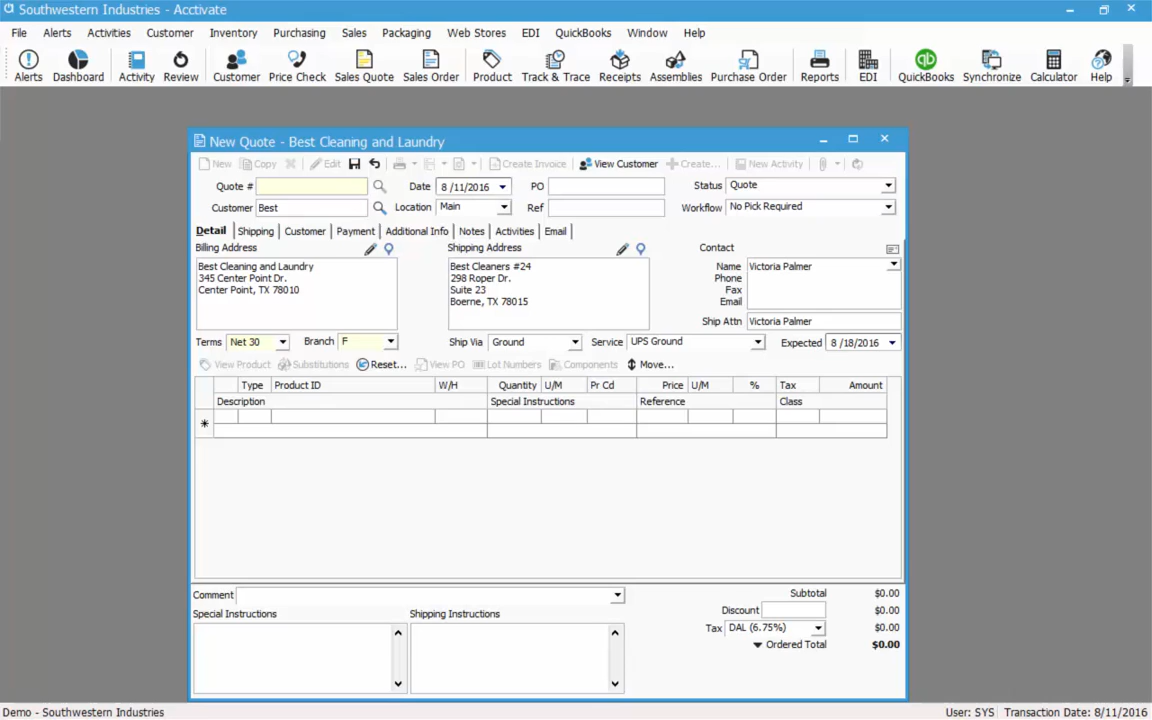 Southwestern Industries - Acctivate
File Alerts Activities Customer Inventory Purchasing Sales Packaging Web Stores EDI QuickBooks Window Help
Alerts Dashboard Activity Review Customer Price Check Sales Quote Sales Order Product Track & Trace Receipts Assemblies Purchase Order Reports EDI QuickBooks Synchronize Calculator Help
New Quote - Best Cleaning and Laundry
New Copy Edit Create Invoice View Customer Create... New Activity
Quote # Date 8 /11/2016 PO Status Quote
Customer Best Location Main Ref Workflow No Pick Required
Detail Shipping Customer Payment Additional Info Notes Activities Email
Billing Address Shipping Address Contact
Best Cleaning and Laundry Best Cleaners #24 Name Victoria Palmer
345 Center Point Dr. 298 Roper Dr. Phone
Center Point, TX 78010 Suite 23 Fax
Boerne, TX 78015 Email
Ship Attn Victoria Palmer
Terms Net 30 Branch F Ship Via Ground Service UPS Ground Expected 8 /18/2016
View Product Substitutions Reset... View PO Lot Numbers Components Move...
Type Product ID W/H Quantity U/M Pr Cd Price U/M % Tax Amount
Description Special Instructions Reference Class
Comment Subtotal $0.00
Special Instructions Shipping Instructions Discount $0.00
Tax DAL (6.75%) $0.00
Ordered Total $0.00
Demo - Southwestern Industries User: SYS Transaction Date: 8/11/2016